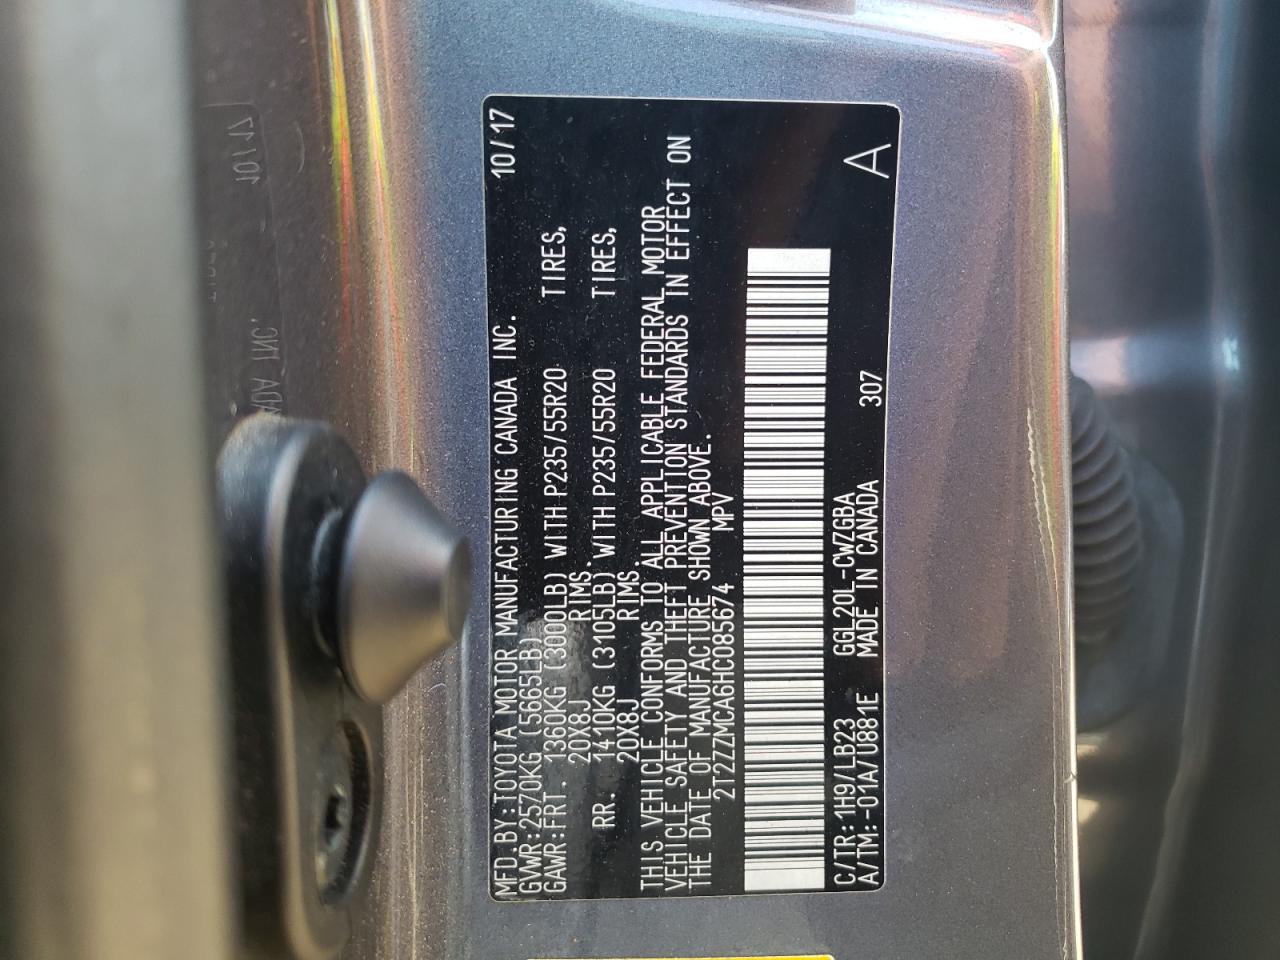 MFD.BY:TOYOTA MOTOR MANUFACTURING CANADA INC. 10/17
GVWR:2570KG (5665LB)
GAWR:FRT. 1360KG (3000LB) WITH P235/55R20 TIRES,
20X8J RIMS.
RR. 1410KG (3105LB) WITH P235/55R20 TIRES,
20X8J RIMS.
THIS VEHICLE CONFORMS TO ALL APPLICABLE FEDERAL MOTOR
VEHICLE SAFETY AND THEFT PREVENTION STANDARDS IN EFFECT ON
THE DATE OF MANUFACTURE SHOWN ABOVE.
2T2ZZMCA6HC085674 MPV
C/TR:1H9/LB23 GGL20L-CWZGBA
A/TM:-01A/U881E MADE IN CANADA 307 A